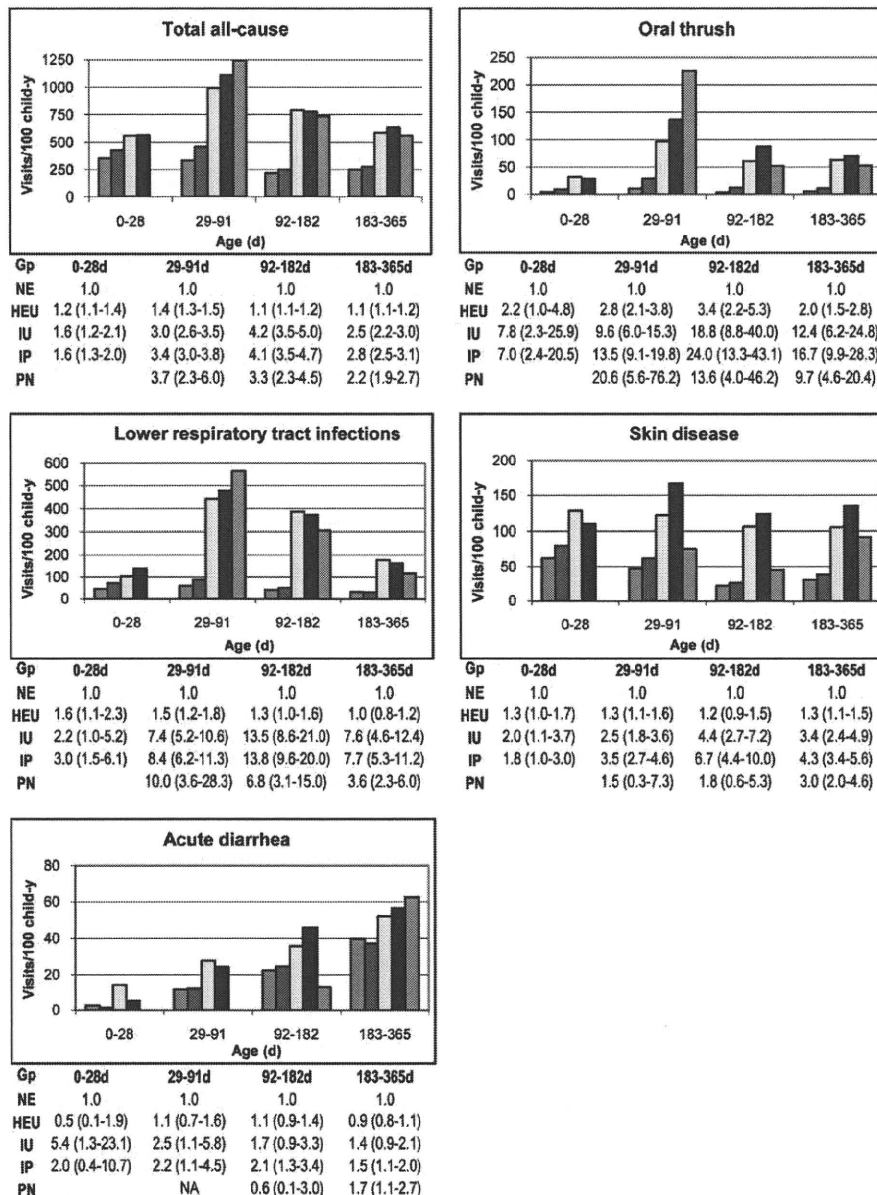 Total all-cause
Visits/100 child-y
1250
1000
750
500
250
0
0-28 29-91 92-182 183-365
Age (d)
Gp 0-28d 29-91d 92-182d 183-365d
NE 1.0 1.0 1.0 1.0
HEU 1.2 (1.1-1.4) 1.4 (1.3-1.5) 1.1 (1.1-1.2) 1.1 (1.1-1.2)
IU 1.6 (1.2-2.1) 3.0 (2.6-3.5) 4.2 (3.5-5.0) 2.5 (2.2-3.0)
IP 1.6 (1.3-2.0) 3.4 (3.0-3.8) 4.1 (3.5-4.7) 2.8 (2.5-3.1)
PN 3.7 (2.3-6.0) 3.3 (2.3-4.5) 2.2 (1.9-2.7)
Oral thrush
Visits/100 child-y
250
200
150
100
50
0
0-28 29-91 92-182 183-365
Age (d)
Gp 0-28d 29-91d 92-182d 183-365d
NE 1.0 1.0 1.0 1.0
HEU 2.2 (1.0-4.8) 2.8 (2.1-3.8) 3.4 (2.2-5.3) 2.0 (1.5-2.8)
IU 7.8 (2.3-25.9) 9.6 (6.0-15.3) 18.8 (8.8-40.0) 12.4 (6.2-24.8)
IP 7.0 (2.4-20.5) 13.5 (9.1-19.8) 24.0 (13.3-43.1) 16.7 (9.9-28.3)
PN 20.6 (5.6-76.2) 13.6 (4.0-46.2) 9.7 (4.6-20.4)
Lower respiratory tract infections
Visits/100 child-y
600
500
400
300
200
100
0
0-28 29-91 92-182 183-365
Age (d)
Gp 0-28d 29-91d 92-182d 183-365d
NE 1.0 1.0 1.0 1.0
HEU 1.6 (1.1-2.3) 1.5 (1.2-1.8) 1.3 (1.0-1.6) 1.0 (0.8-1.2)
IU 2.2 (1.0-5.2) 7.4 (5.2-10.6) 13.5 (8.6-21.0) 7.6 (4.6-12.4)
IP 3.0 (1.5-6.1) 8.4 (6.2-11.3) 13.8 (9.6-20.0) 7.7 (5.3-11.2)
PN 10.0 (3.6-28.3) 6.8 (3.1-15.0) 3.6 (2.3-6.0)
Skin disease
Visits/100 child-y
200
150
100
50
0
0-28 29-91 92-182 183-365
Age (d)
Gp 0-28d 29-91d 92-182d 183-365d
NE 1.0 1.0 1.0 1.0
HEU 1.3 (1.0-1.7) 1.3 (1.1-1.6) 1.2 (0.9-1.5) 1.3 (1.1-1.5)
IU 2.0 (1.1-3.7) 2.5 (1.8-3.6) 4.4 (2.7-7.2) 3.4 (2.4-4.9)
IP 1.8 (1.0-3.0) 3.5 (2.7-4.6) 6.7 (4.4-10.0) 4.3 (3.4-5.6)
PN 1.5 (0.3-7.3) 1.8 (0.6-5.3) 3.0 (2.0-4.6)
Acute diarrhea
Visits/100 child-y
80
60
40
20
0
0-28 29-91 92-182 183-365
Age (d)
Gp 0-28d 29-91d 92-182d 183-365d
NE 1.0 1.0 1.0 1.0
HEU 0.5 (0.1-1.9) 1.1 (0.7-1.6) 1.1 (0.9-1.4) 0.9 (0.8-1.1)
IU 5.4 (1.3-23.1) 2.5 (1.1-5.8) 1.7 (0.9-3.3) 1.4 (0.9-2.1)
IP 2.0 (0.4-10.7) 2.2 (1.1-4.5) 2.1 (1.3-3.4) 1.5 (1.1-2.0)
PN NA 0.6 (0.1-3.0) 1.7 (1.1-2.7)